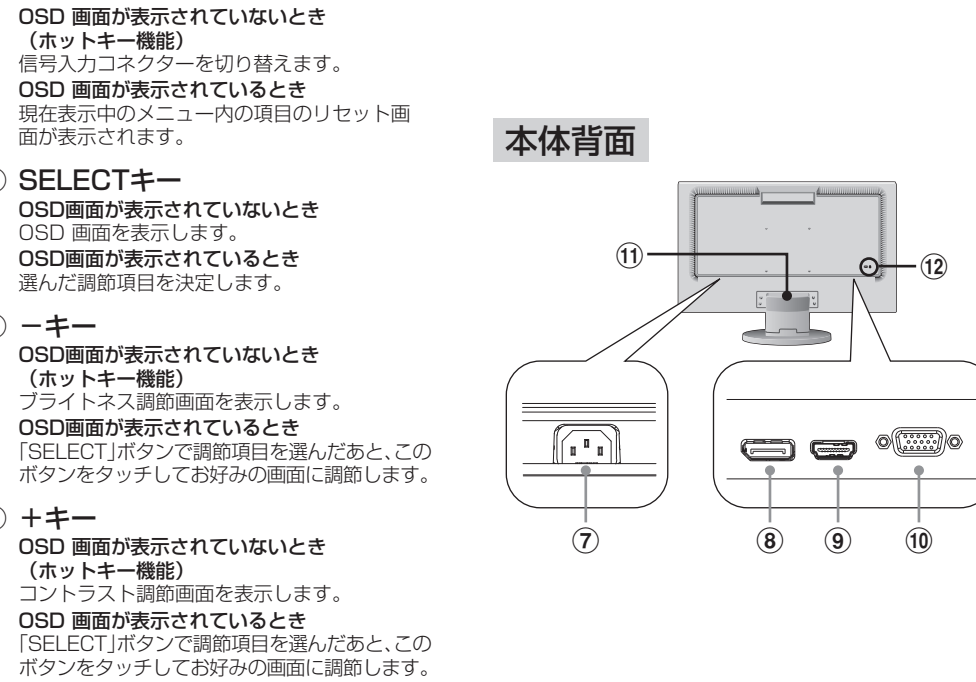 OSD 画面が表示されていないとき
（ホットキー機能）
信号入力コネクターを切り替えます。
OSD 画面が表示されているとき
現在表示中のメニュー内の項目のリセット画
面が表示されます。
SELECTキー
OSD画面が表示されていないとき
OSD 画面を表示します。
OSD画面が表示されているとき
選んだ調節項目を決定します。
－キー
OSD画面が表示されていないとき
（ホットキー機能）
ブライトネス調節画面を表示します。
OSD画面が表示されているとき
「SELECT」ボタンで調節項目を選んだあと、この
ボタンをタッチしてお好みの画面に調節します。
＋キー
OSD 画面が表示されていないとき
（ホットキー機能）
コントラスト調節画面を表示します。
OSD 画面が表示されているとき
「SELECT」ボタンで調節項目を選んだあと、この
ボタンをタッチしてお好みの画面に調節します。
本体背面
⑪
⑫
⑦
⑧
⑨
⑩